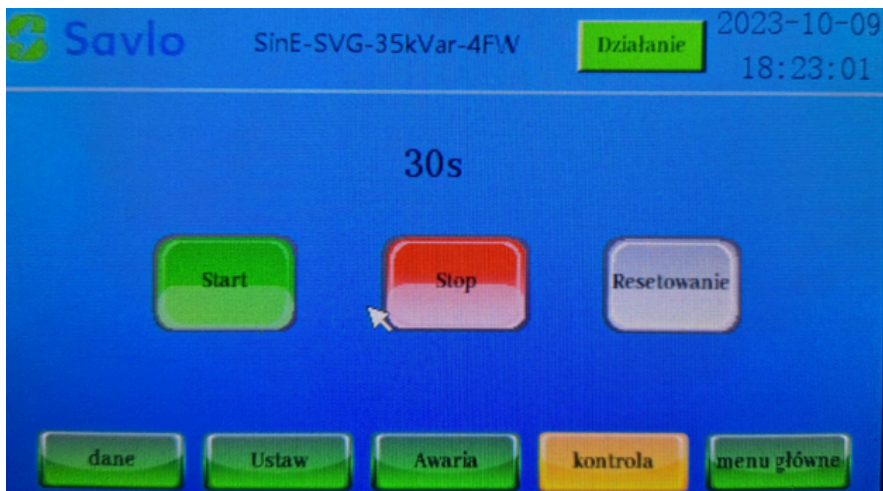 Savlo
SinE-SVG-35kVar-4FW
Działanie
2023-10-09
18:23:01
30s
Start
Stop
Resetowanie
dane
Ustaw
Awaria
kontrola
menu główne